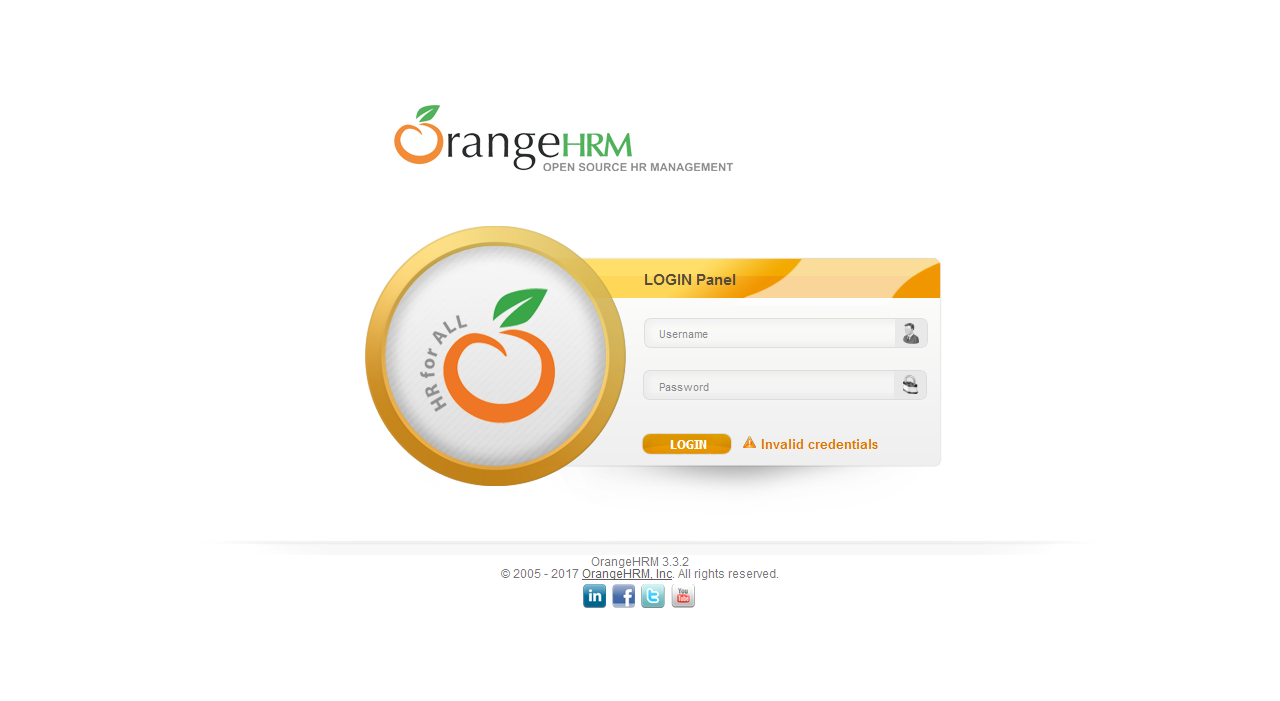 OrangeHRM
OPEN SOURCE HR MANAGEMENT
HR for ALL
LOGIN Panel
Username
Password
LOGIN
Invalid credentials
OrangeHRM 3.3.2
© 2005 - 2017 OrangeHRM, Inc. All rights reserved.
in f t You Tube